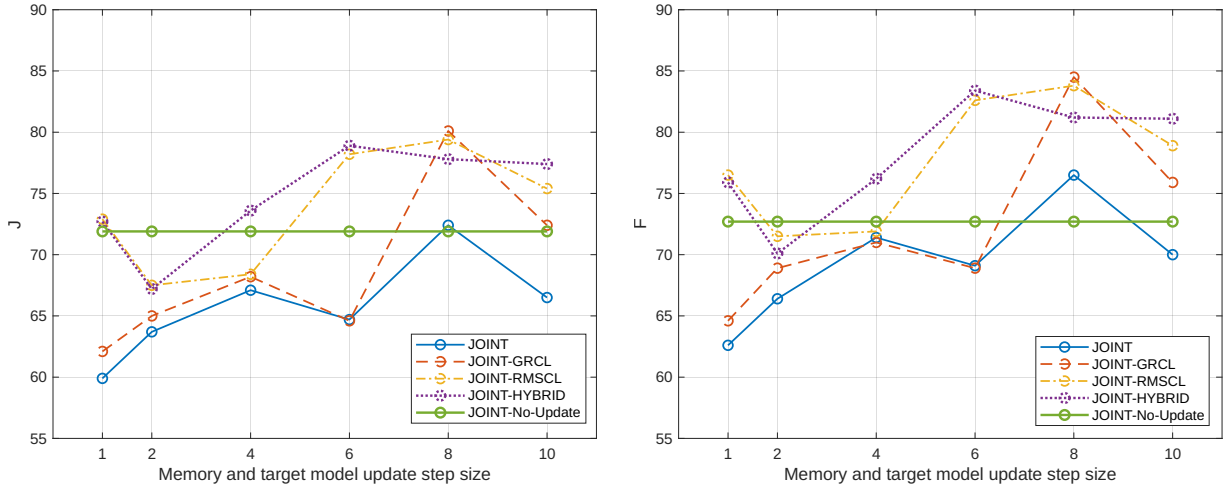 90
85
80
75
70
65
60
55
J
1 2 4 6 8 10
Memory and target model update step size
JOINT
JOINT-GRCL
JOINT-RMSCL
JOINT-HYBRID
JOINT-No-Update
90
85
80
75
70
65
60
55
F
1 2 4 6 8 10
Memory and target model update step size
JOINT
JOINT-GRCL
JOINT-RMSCL
JOINT-HYBRID
JOINT-No-Update